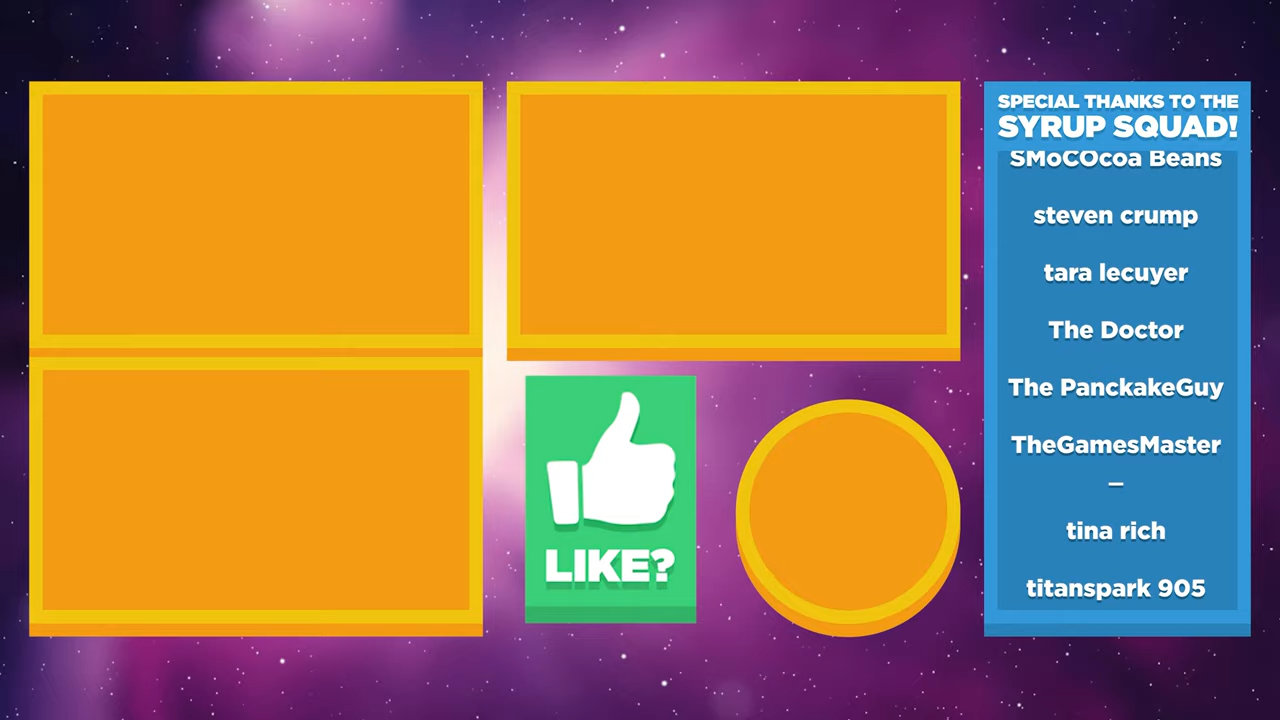 SPECIAL THANKS TO THE
SYRUP SQUAD!
SMoCOcoa Beans
steven crump
tara lecuyer
The Doctor
The PanckakeGuy
TheGamesMaster
–
tina rich
titanspark 905
LIKE?